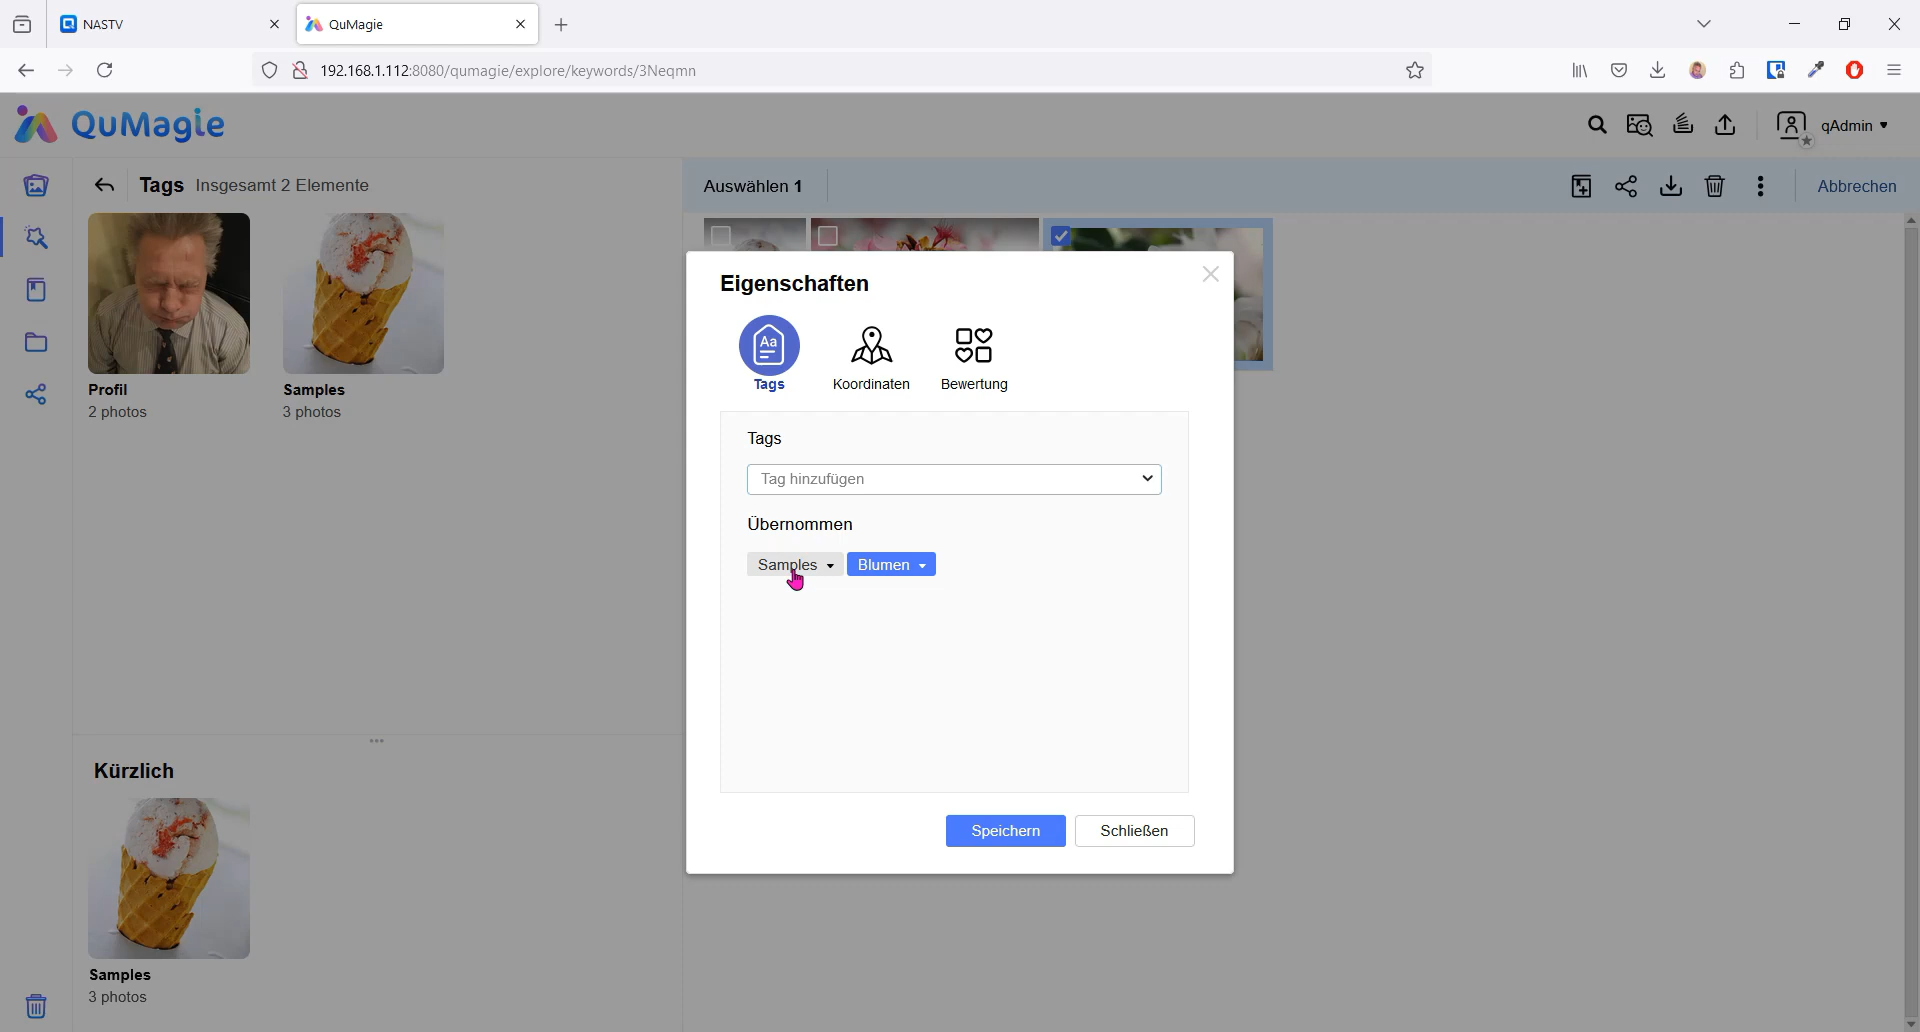 NASTV
QuMagie
192.168.1.112:8080/qumagie/explore/keywords/3Neqmn
QuMagie
qAdmin
Tags Insgesamt 2 Elemente
Auswählen 1
Abbrechen
Profil
2 photos
Samples
3 photos
Kürzlich
Samples
3 photos
Eigenschaften
Aa
Tags
Koordinaten
Bewertung
Tags
Tag hinzufügen
Übernommen
Samples
Blumen
Speichern
Schließen